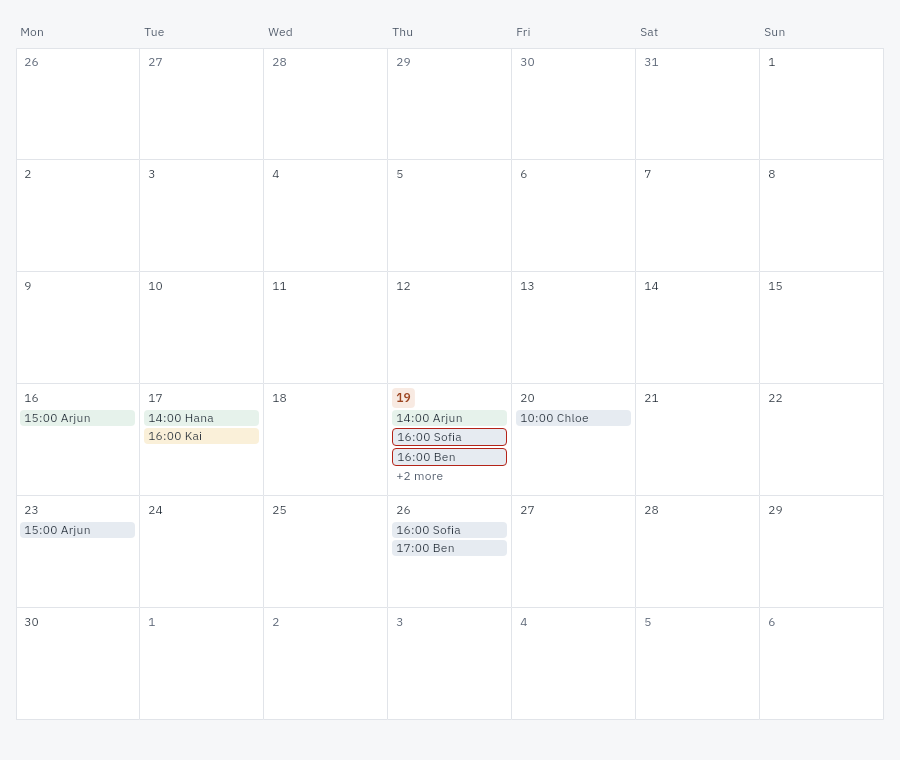 Mon Tue Wed Thu Fri Sat Sun
26 27 28 29 30 31 1
2 3 4 5 6 7 8
9 10 11 12 13 14 15
16 17 18 19 20 21 22
15:00 Arjun 14:00 Hana 14:00 Arjun 10:00 Chloe
16:00 Kai 16:00 Sofia
16:00 Ben
+2 more
23 24 25 26 27 28 29
15:00 Arjun 16:00 Sofia
17:00 Ben
30 1 2 3 4 5 6